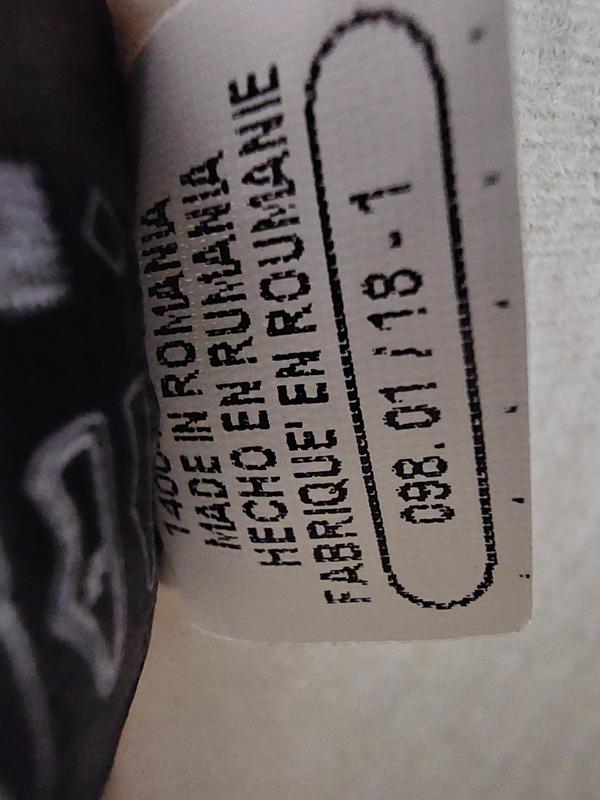 MADE IN ROMANIA
HECHO EN RUMANIA
FABRIQUE' EN ROUMANIE
098.01/18-1